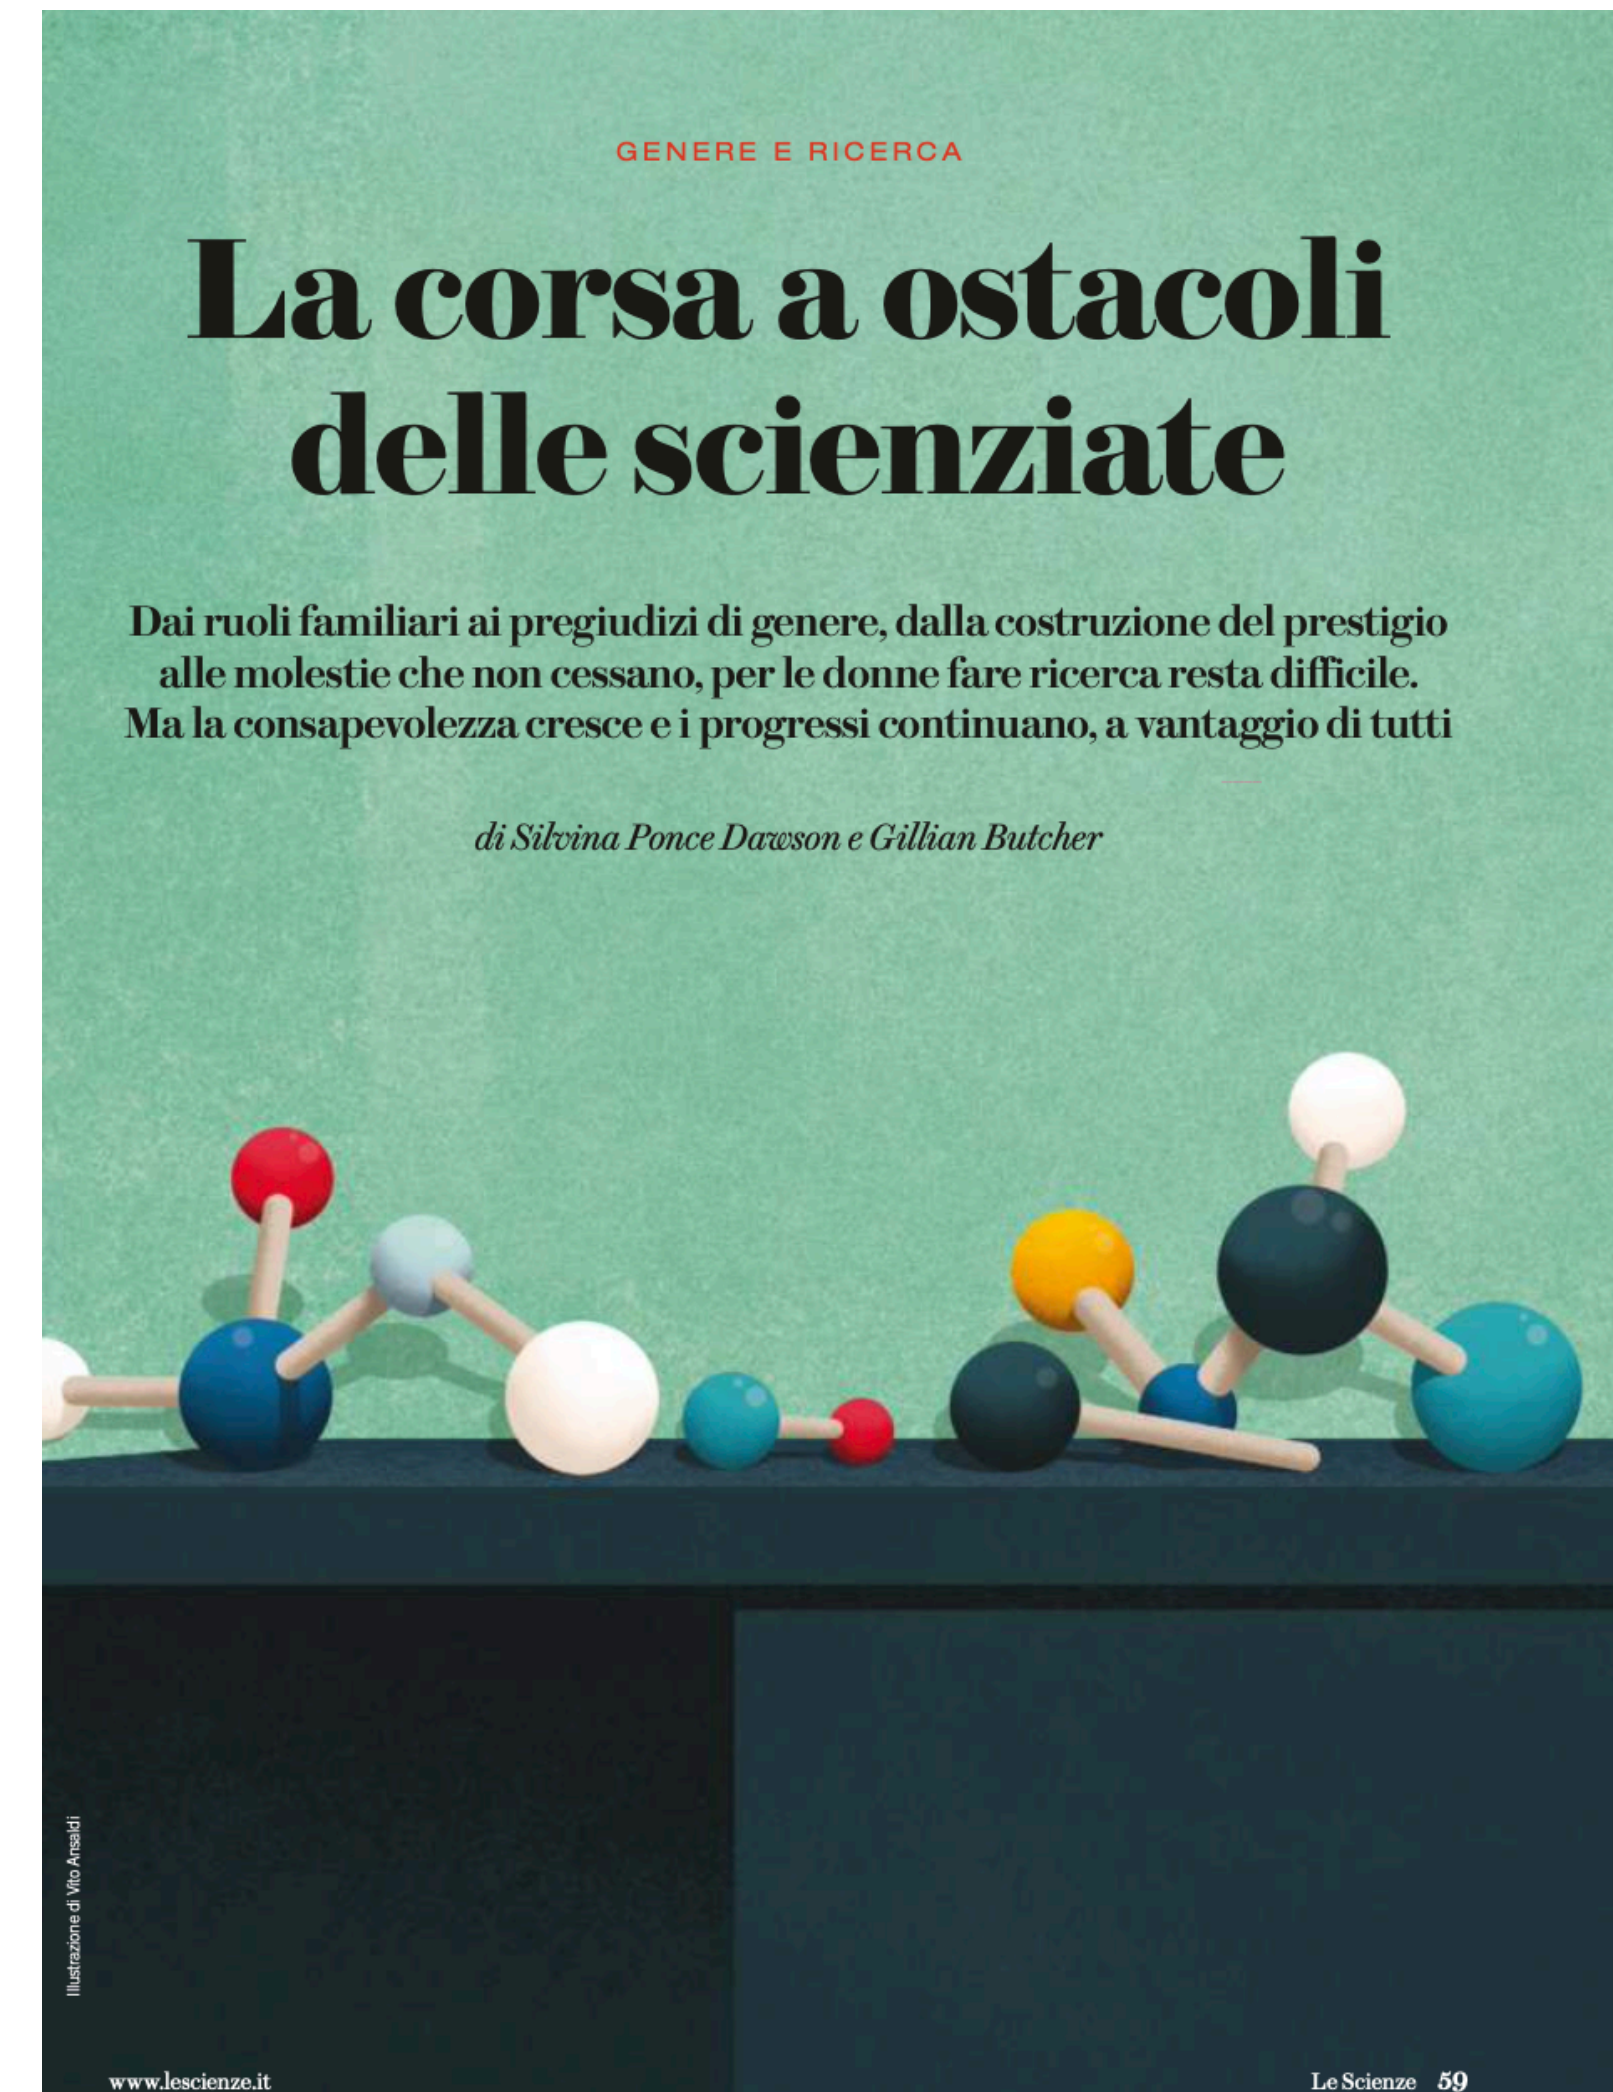 GENERE E RICERCA
La corsa a ostacoli
delle scienziate
Dai ruoli familiari ai pregiudizi di genere, dalla costruzione del prestigio
alle molestie che non cessano, per le donne fare ricerca resta difficile.
Ma la consapevolezza cresce e i progressi continuano, a vantaggio di tutti
di Silvina Ponce Dawson e Gillian Butcher
Illustrazione di Vito Ansaldi
www.lescienze.it
Le Scienze 59